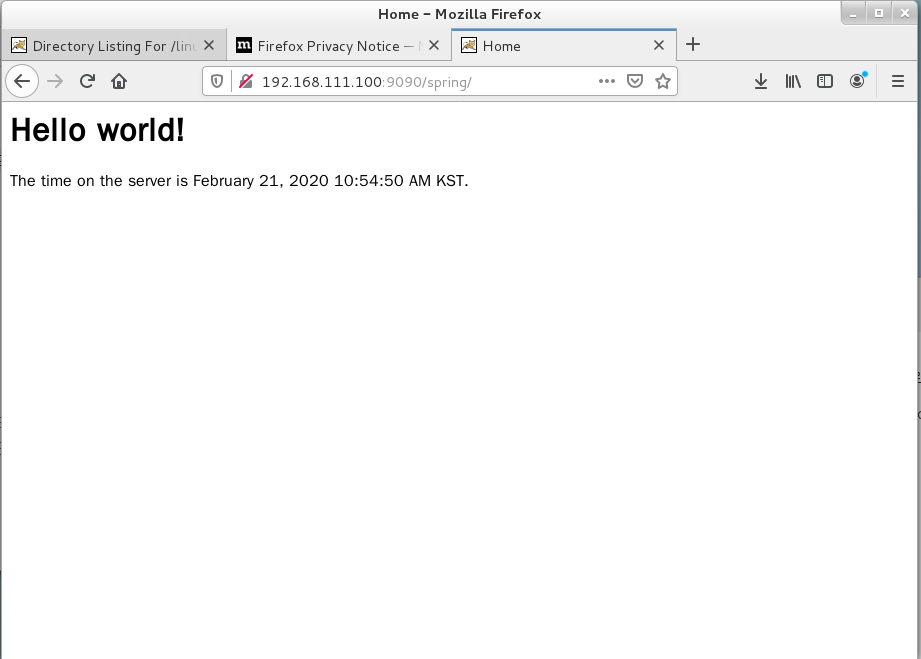 Home - Mozilla Firefox
Directory Listing For /linu
Firefox Privacy Notice —
Home
192.168.111.100:9090/spring/
Hello world!
The time on the server is February 21, 2020 10:54:50 AM KST.